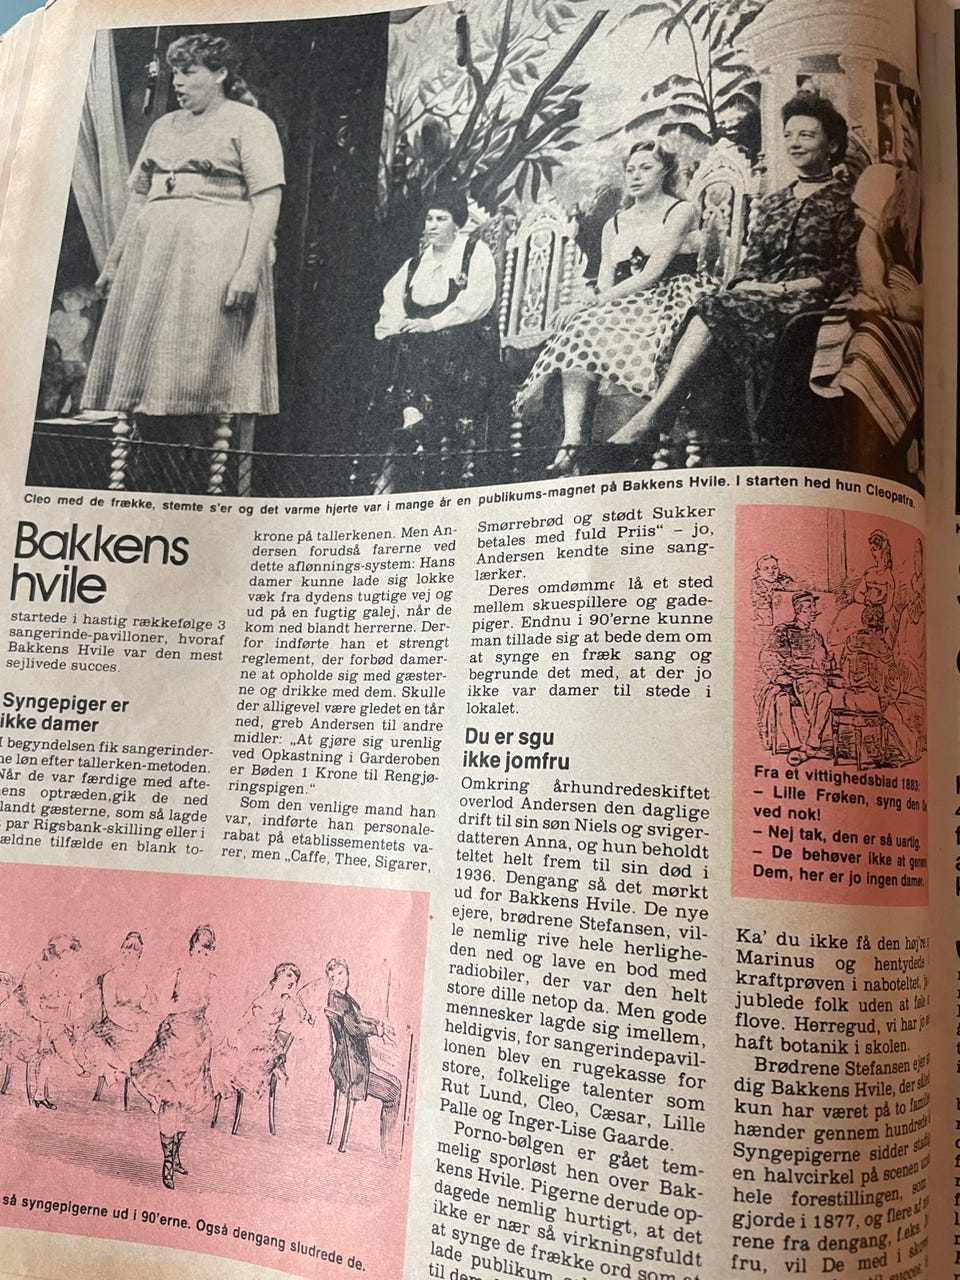 Cleo med de frække, stemte s'er og det varme hjerte var i mange år en publikums-magnet på Bakkens Hvile. I starten hed hun Cleopatra.
Bakkens
hvile
startede i hastig rækkefølge 3
sangerinde-pavilloner, hvoraf
Bakkens Hvile var den mest
sejlivede succes.
Syngepiger er
ikke damer
I begyndelsen fik sangerinder-
ne løn efter tallerken-metoden.
Når de var færdige med afte-
ens optræden,gik de ned
landt gæsterne, som så lagde
par Rigsbank-skilling eller i
ældne tilfælde en blank to-
krone på tallerkenen. Men An-
dersen forudså farerne ved
dette aflønnings-system: Hans
damer kunne lade sig lokke
væk fra dydens tugtige vej og
ud på en fugtig galej, når de
kom ned blandt herrerne. Der-
for indførte han et strengt
reglement, der forbød damer-
ne at opholde sig med gæster-
ne og drikke med dem. Skulle
der alligevel være gledet en tår
ned, greb Andersen til andre
midler: „At gjøre sig urenlig
ved Opkastning i Garderoben
er Bøden 1 Krone til Rengjø-
ringspigen."
Som den venlige mand han
var, indførte han personale-
rabat på etablissementets va-
rer, men „Caffe, Thee, Sigarer,
Smørrebrød og stødt Sukker
betales med fuld Priis" – jo,
Andersen kendte sine sang-
lærker.
Deres omdømme lå et sted
mellem skuespillere og gade-
piger. Endnu i 90'erne kunne
man tillade sig at bede dem om
at synge en fræk sang og
begrunde det med, at der jo
ikke var damer til stede i
lokalet.
Du er sgu
ikke jomfru
Omkring århundredeskiftet
overlod Andersen den daglige
drift til sin søn Niels og sviger-
datteren Anna, og hun beholdt
teltet helt frem til sin død i
1936. Dengang så det mørkt
ud for Bakkens Hvile. De nye
ejere, brødrene Stefansen, vil-
le nemlig rive hele herlighe-
den ned og lave en bod med
radiobiler, der var den helt
store dille netop da. Men gode
mennesker lagde sig imellem,
heldigvis, for sangerindepavil-
lonen blev en rugekasse for
store, folkelige talenter som
Rut Lund, Cleo, Cæsar, Lille
Palle og Inger-Lise Gaarde.
Porno-bølgen er gået tem-
melig sporløst hen over Bak-
kens Hvile. Pigerne derude op-
dagede nemlig hurtigt, at det
ikke er nær så virkningsfuldt
at synge de frække ord som at
lade publikum
til dem
Fra et vittighedsblad 1883:
– Lille Frøken, syng den
ved nok!
– Nej tak, den er så uartig.
– De behøver ikke at
Dem, her er jo ingen damer.
Ka' du ikke få den høj're
Marinus og hentydede
kraftprøven i naboteltet,
jublede folk uden at føle
flove. Herregud, vi har jo
haft botanik i skolen.
Brødrene Stefansen ejer
dig Bakkens Hvile, der
kun har været på to
hænder gennem hundrede
Syngepigerne sidder
en halvcirkel på scenen
hele forestillingen, som
gjorde i 1877, og flere af
rene fra dengang, f.eks.
fru, vil De med i
så syngepigerne ud i 90'erne. Også dengang sludrede de.